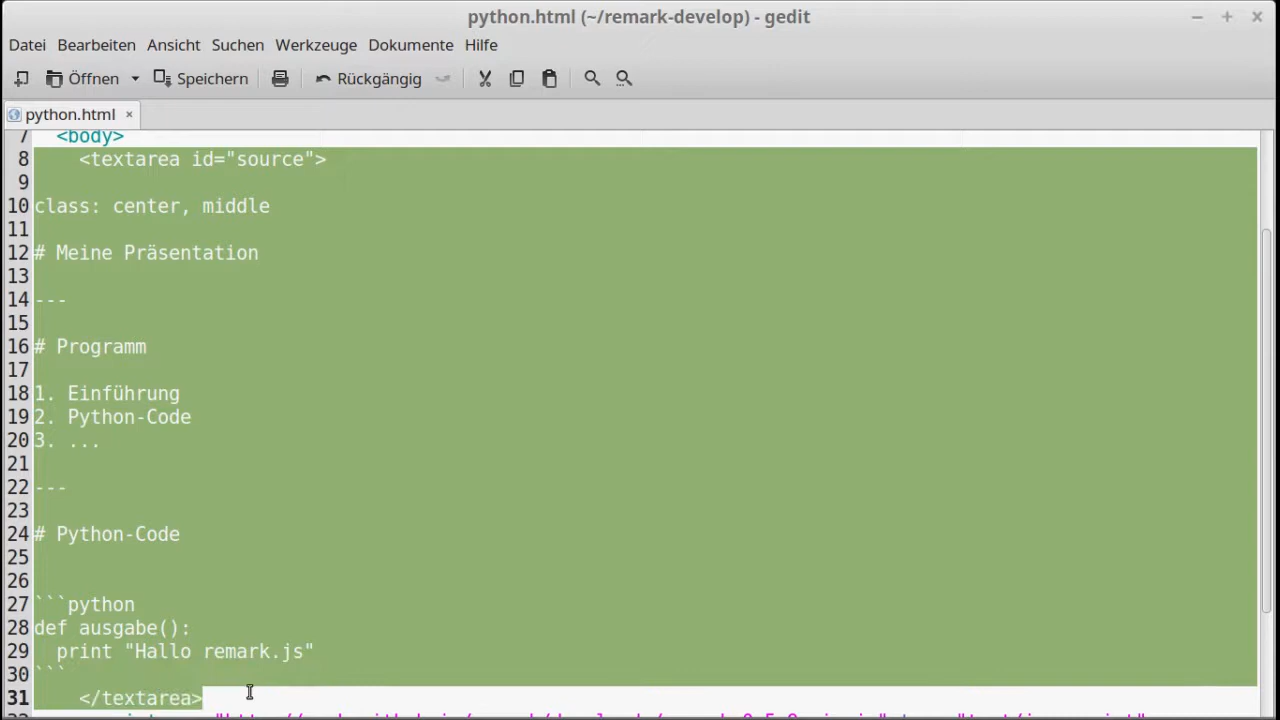 python.html (~/remark-develop) - gedit
Datei Bearbeiten Ansicht Suchen Werkzeuge Dokumente Hilfe
Öffnen Speichern Rückgängig
python.html ×
7   <body>
8     <textarea id="source">
9
10 class: center, middle
11
12 # Meine Präsentation
13
14 ---
15
16 # Programm
17
18 1. Einführung
19 2. Python-Code
20 3. ...
21
22 ---
23
24 # Python-Code
25
26
27 ```python
28 def ausgabe():
29   print "Hallo remark.js"
30 ```
31     </textarea>